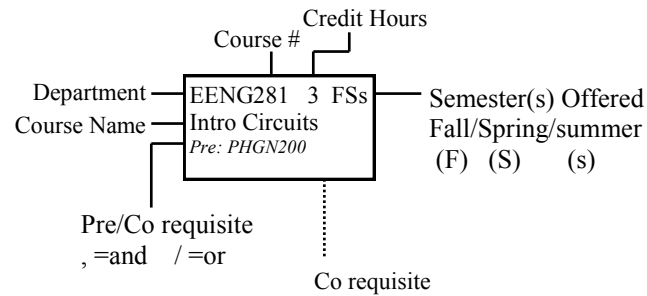 Credit Hours
Course #
Department
EENG281 3 FSs
Semester(s) Offered
Course Name
Intro Circuits
Fall/Spring/summer
Pre: PHGN200
(F) (S) (s)
Pre/Co requisite
, =and / =or
Co requisite